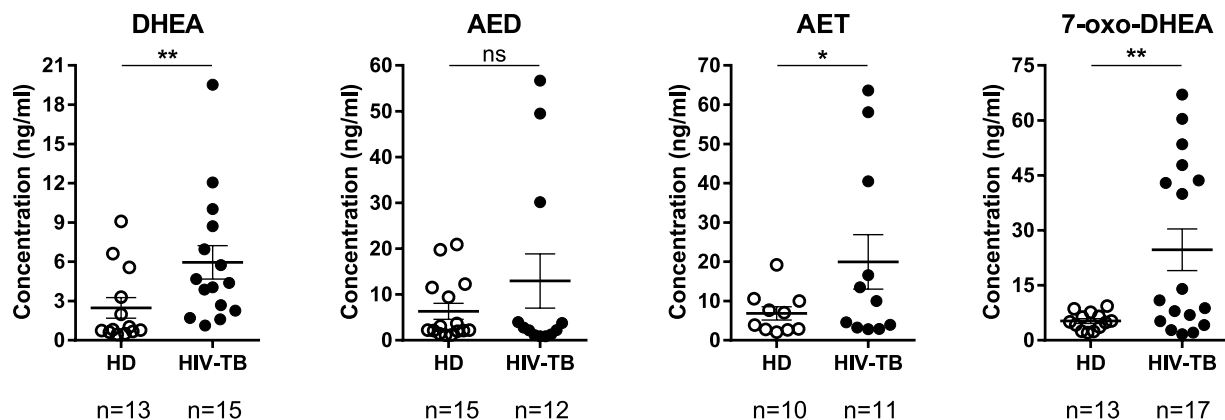 DHEA
**
Concentration (ng/ml)
21
18
15
12
9
6
3
0
HD
HIV-TB
n=13
n=15
AED
ns
Concentration (ng/ml)
60
50
40
30
20
10
0
HD
HIV-TB
n=15
n=12
AET
*
Concentration (ng/ml)
70
60
50
40
30
20
10
0
HD
HIV-TB
n=10
n=11
7-oxo-DHEA
**
Concentration (ng/ml)
75
60
45
30
15
0
HD
HIV-TB
n=13
n=17